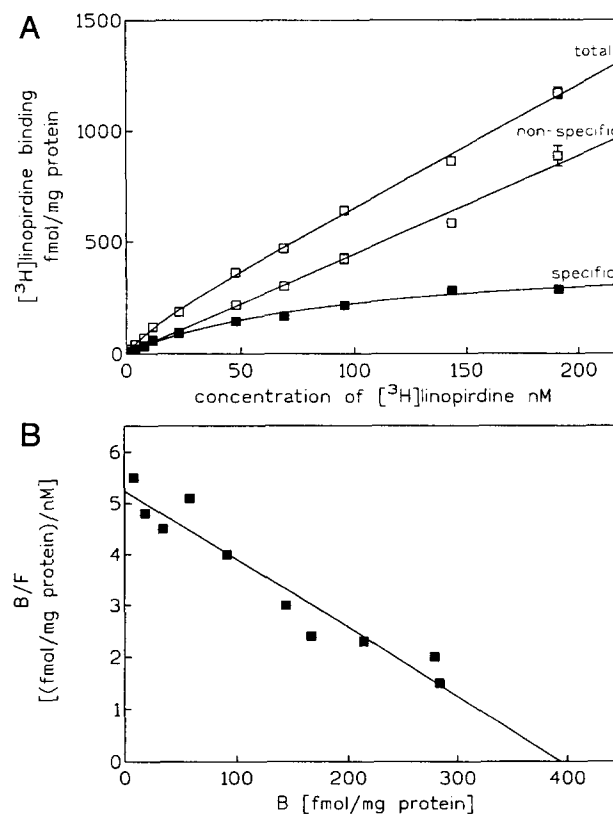 A
1500
1000
500
0
[³H]linopirdine binding
fmol/mg protein
total
non-specific
specific
0
50
100
150
200
concentration of [³H]linopirdine nM
B
6
5
4
3
2
1
0
B/F
[(fmol/mg protein)/nM]
0
100
200
300
400
B [fmol/mg protein]